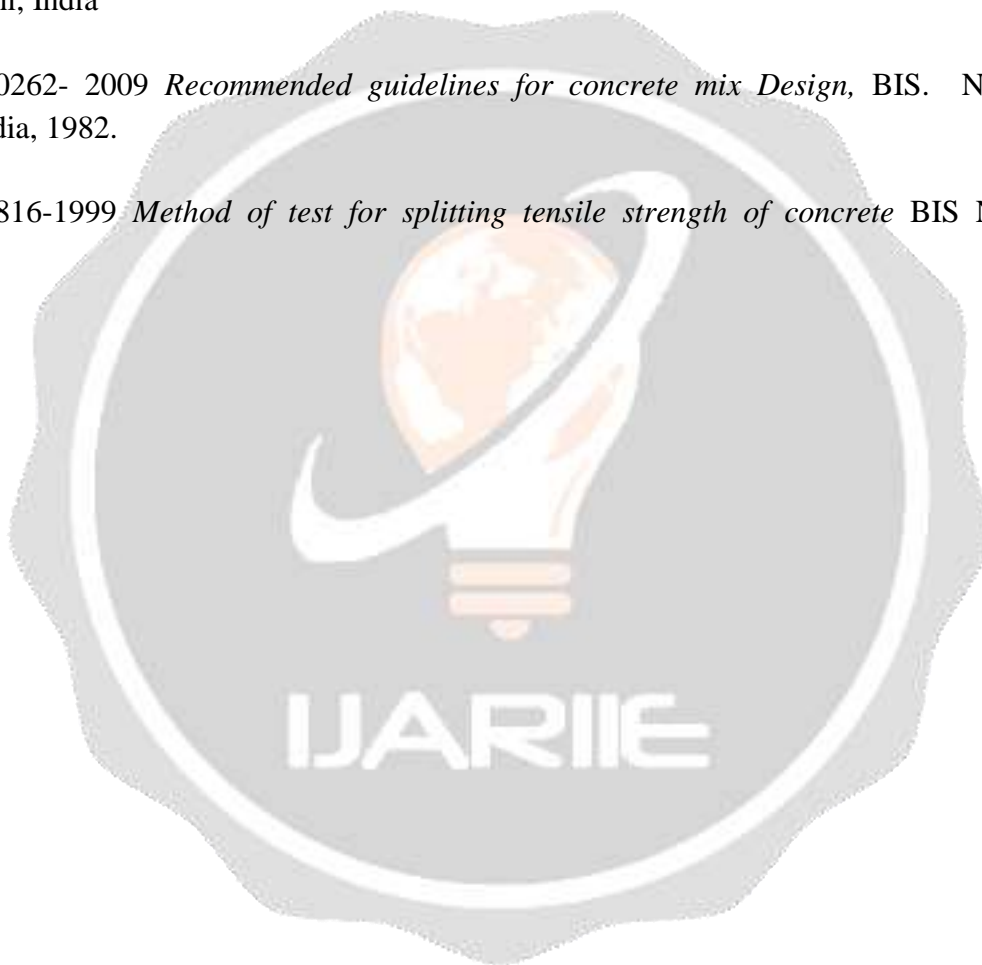 India
0262- 2009 Recommended guidelines for concrete mix Design, BIS. N
dia, 1982.
816-1999 Method of test for splitting tensile strength of concrete BIS N
IJARIIE